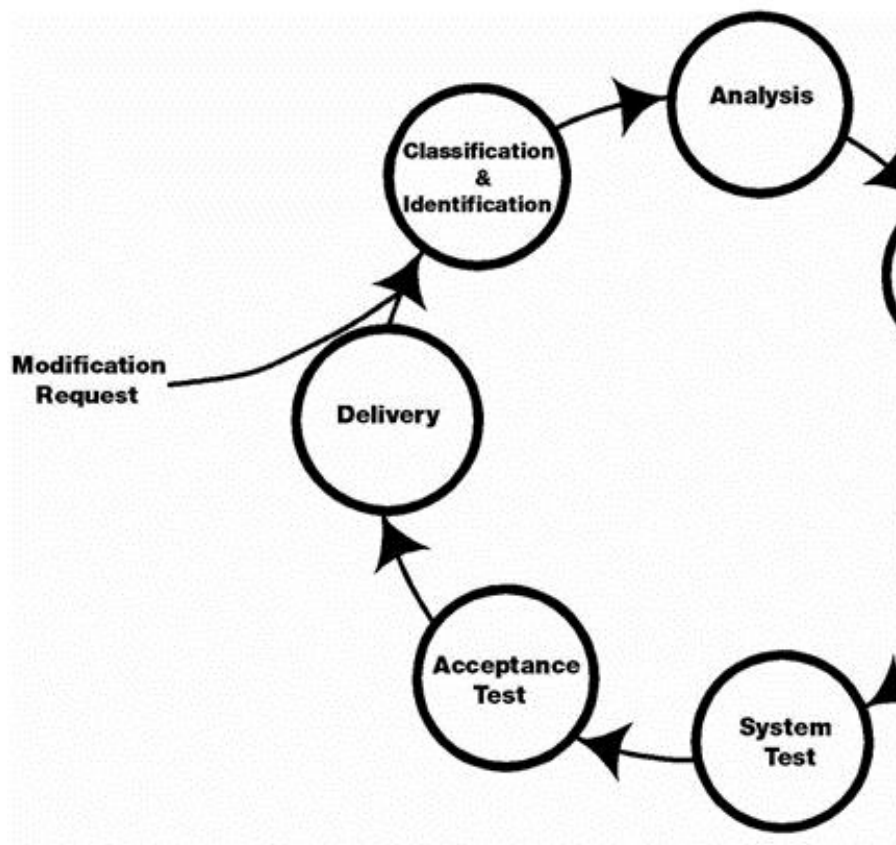 Analysis
Classification
&
Identification
Modification
Request
Delivery
Acceptance
Test
System
Test